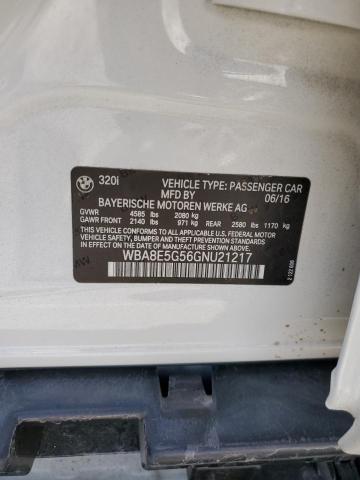 320i VEHICLE TYPE: PASSENGER CAR
MFD BY 06/16
BAYERISCHE MOTOREN WERKE AG
GVWR 4585 lbs 2080 kg
GAWR FRONT 2140 lbs 971 kg REAR 2580 lbs 1170 kg
THIS VEHICLE CONFORMS TO ALL APPLICABLE
U.S. FEDERAL MOTOR VEHICLE SAFETY, BUMPER,
AND THEFT PREVENTION STANDARDS IN EFFECT
ON THE DATE OF MANUFACTURE SHOWN ABOVE.
WBA8E5G56GNU21217